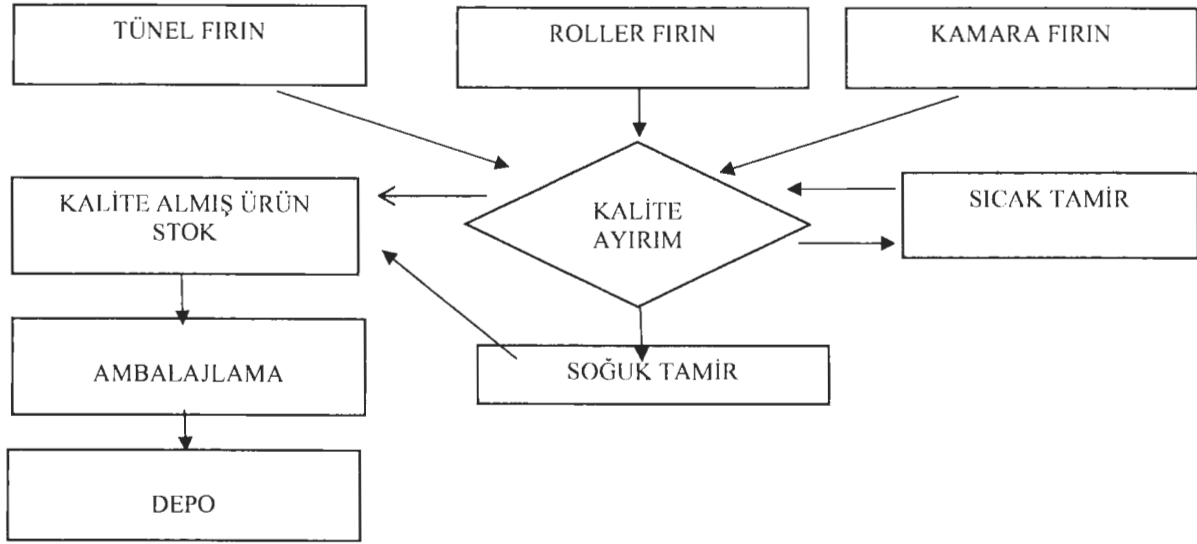 TÜNEL FIRIN
ROLLER FIRIN
KAMARA FIRIN
KALİTE ALMIŞ ÜRÜN
STOK
KALİTE
AYIRIM
SICAK TAMİR
AMBALAJLAMA
SOĞUK TAMİR
DEPO